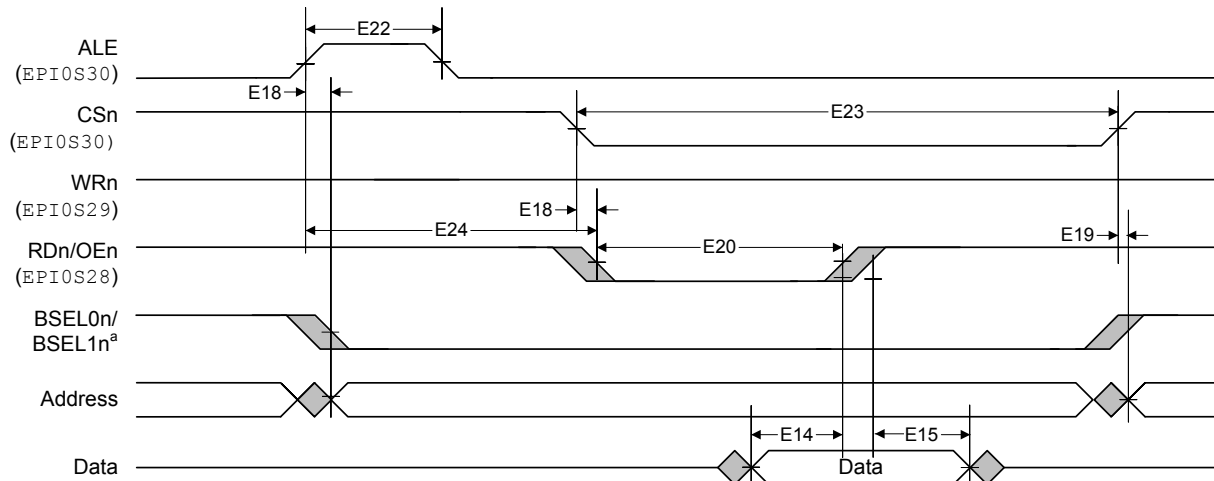 E22
ALE
(EPI0S30)
E18
CSn
E23
(EPI0S30)
WRn
(EPI0S29)
E18
E24
E19
RDn/OEn
E20
(EPI0S28)
BSEL0n/
BSEL1nᵃ
Address
E14
E15
Data
Data